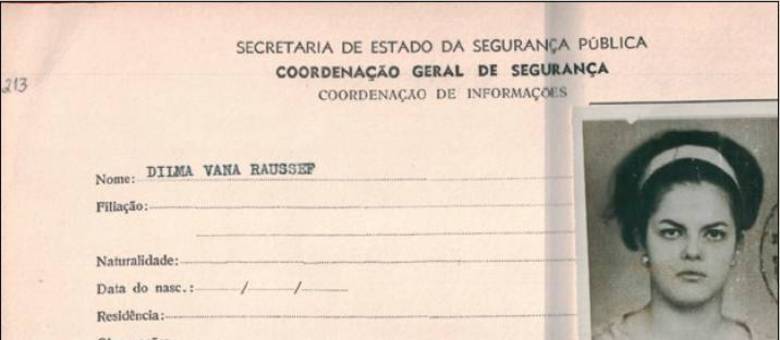 SECRETARIA DE ESTADO DA SEGURANÇA PÚBLICA
COORDENAÇÃO GERAL DE SEGURANÇA
213
COORDENAÇÃO DE INFORMAÇÕES
Nome: DILMA VANA RAUSSEF
Filiação:
Naturalidade:
Data do nasc.: / /
Residência: